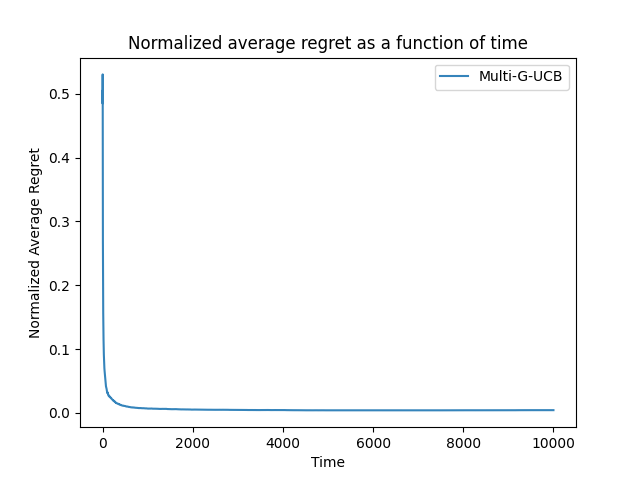 Normalized average regret as a function of time
Multi-G-UCB
Normalized Average Regret
0.5
0.4
0.3
0.2
0.1
0.0
0 2000 4000 6000 8000 10000
Time